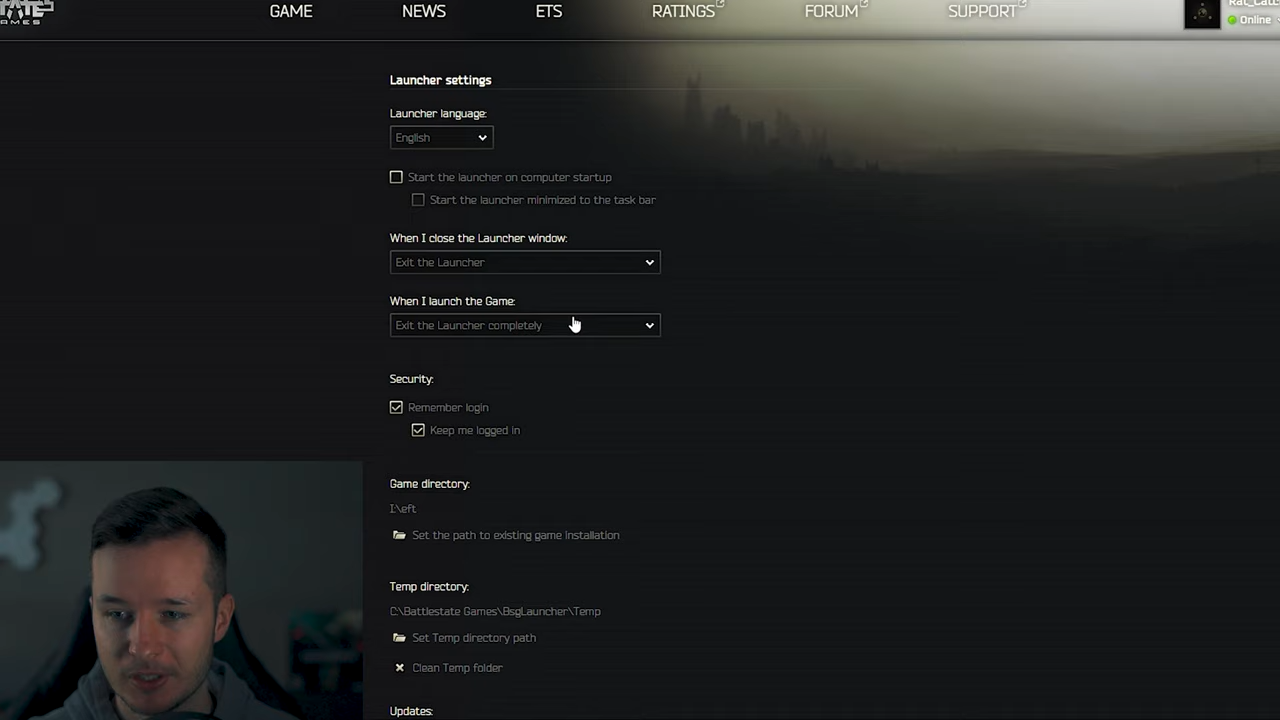 GAMES
GAME NEWS ETS RATINGS FORUM SUPPORT
Online
Launcher settings
Launcher language:
English
Start the launcher on computer startup
Start the launcher minimized to the task bar
When I close the Launcher window:
Exit the Launcher
When I launch the Game:
Exit the Launcher completely
Security:
Remember login
Keep me logged in
Game directory:
I:\eft
Set the path to existing game installation
Temp directory:
C:\Battlestate Games\BsgLauncher\Temp
Set Temp directory path
Clean Temp folder
Updates: